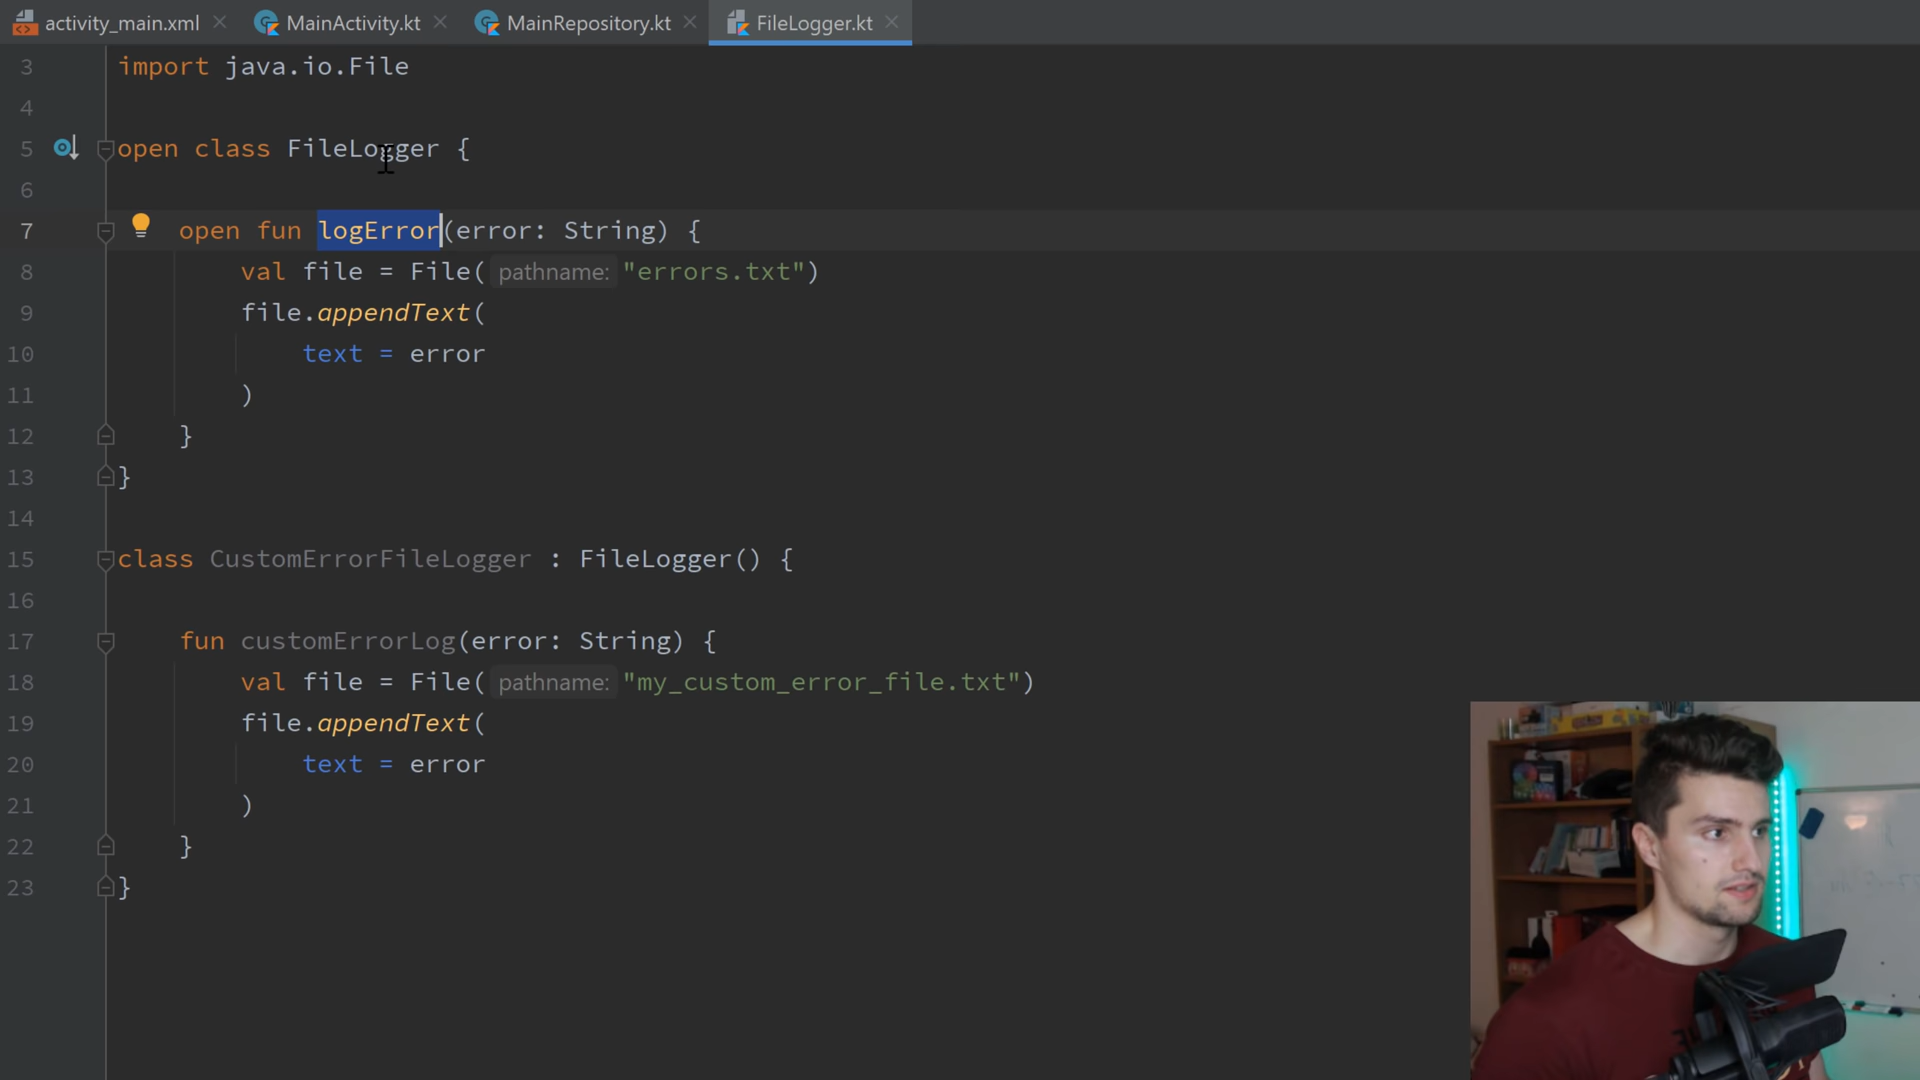 activity_main.xml MainActivity.kt MainRepository.kt FileLogger.kt
3 import java.io.File
4
5 open class FileLogger {
6
7 open fun logError(error: String) {
8 val file = File( pathname: "errors.txt")
9 file.appendText(
10 text = error
11 )
12 }
13 }
14
15 class CustomErrorFileLogger : FileLogger() {
16
17 fun customErrorLog(error: String) {
18 val file = File( pathname: "my_custom_error_file.txt")
19 file.appendText(
20 text = error
21 )
22 }
23 }